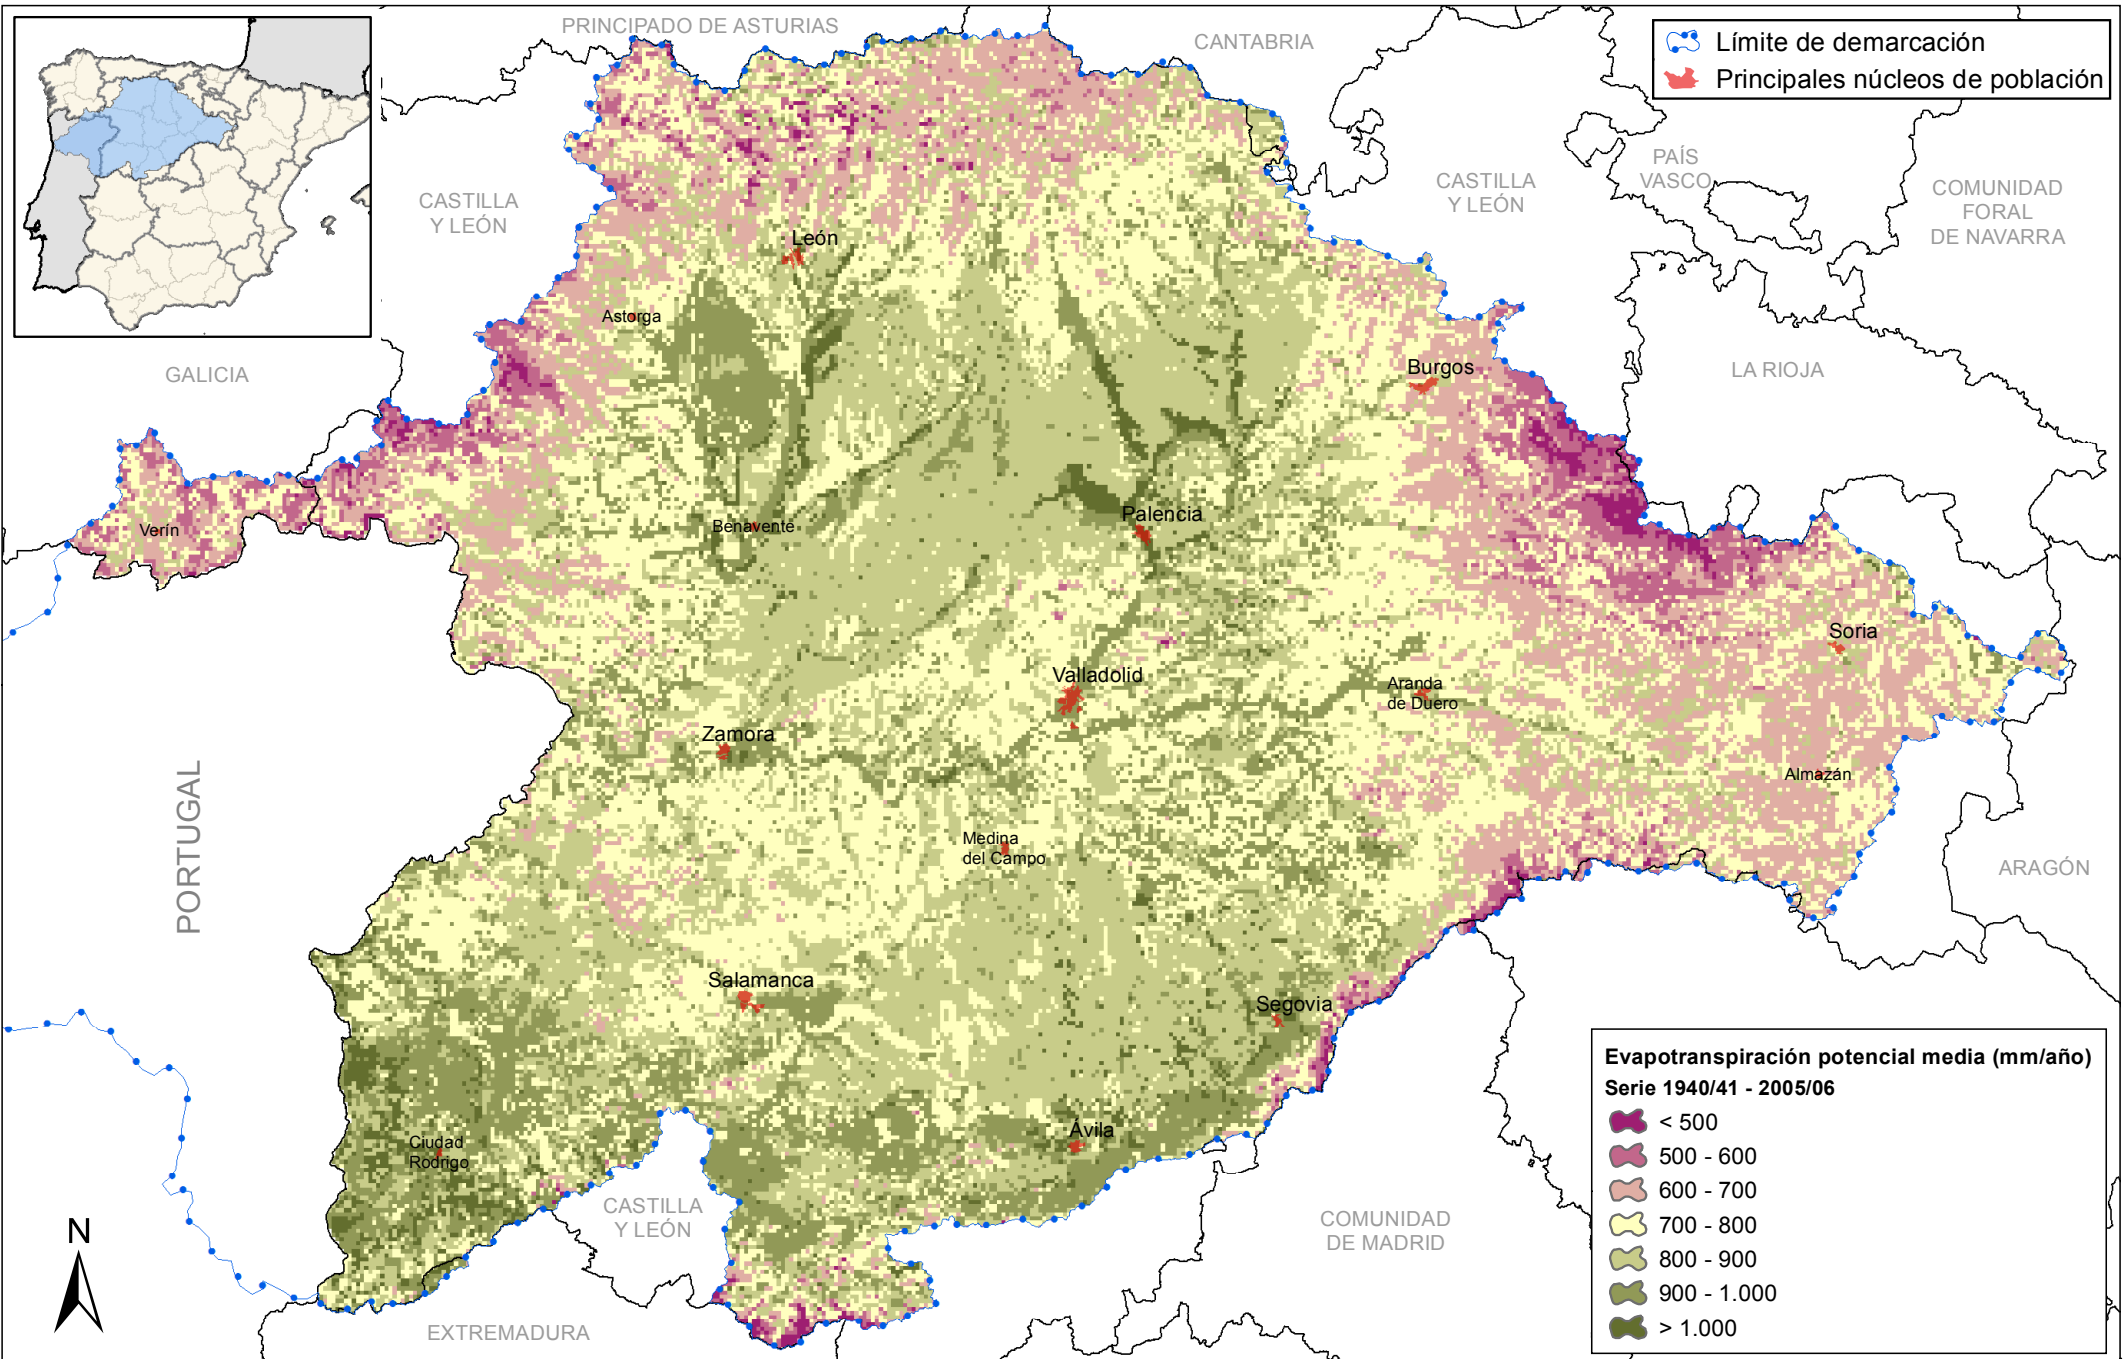 PRINCIPADO DE ASTURIAS
CANTABRIA
Límite de demarcación
Principales núcleos de población
PAÍS
VASCO
CASTILLA
Y LEÓN
COMUNIDAD
FORAL
DE NAVARRA
CASTILLA
Y LEÓN
León
Astorga
GALICIA
Burgos
LA RIOJA
Verín
Benavente
Palencia
Soria
Valladolid
Aranda
de Duero
Zamora
Almazán
PORTUGAL
Medina
del Campo
ARAGÓN
Salamanca
Segovia
Ciudad
Rodrigo
Ávila
CASTILLA
Y LEÓN
COMUNIDAD
DE MADRID
EXTREMADURA
N
Evapotranspiración potencial media (mm/año)
Serie 1940/41 - 2005/06
< 500
500 - 600
600 - 700
700 - 800
800 - 900
900 - 1.000
> 1.000